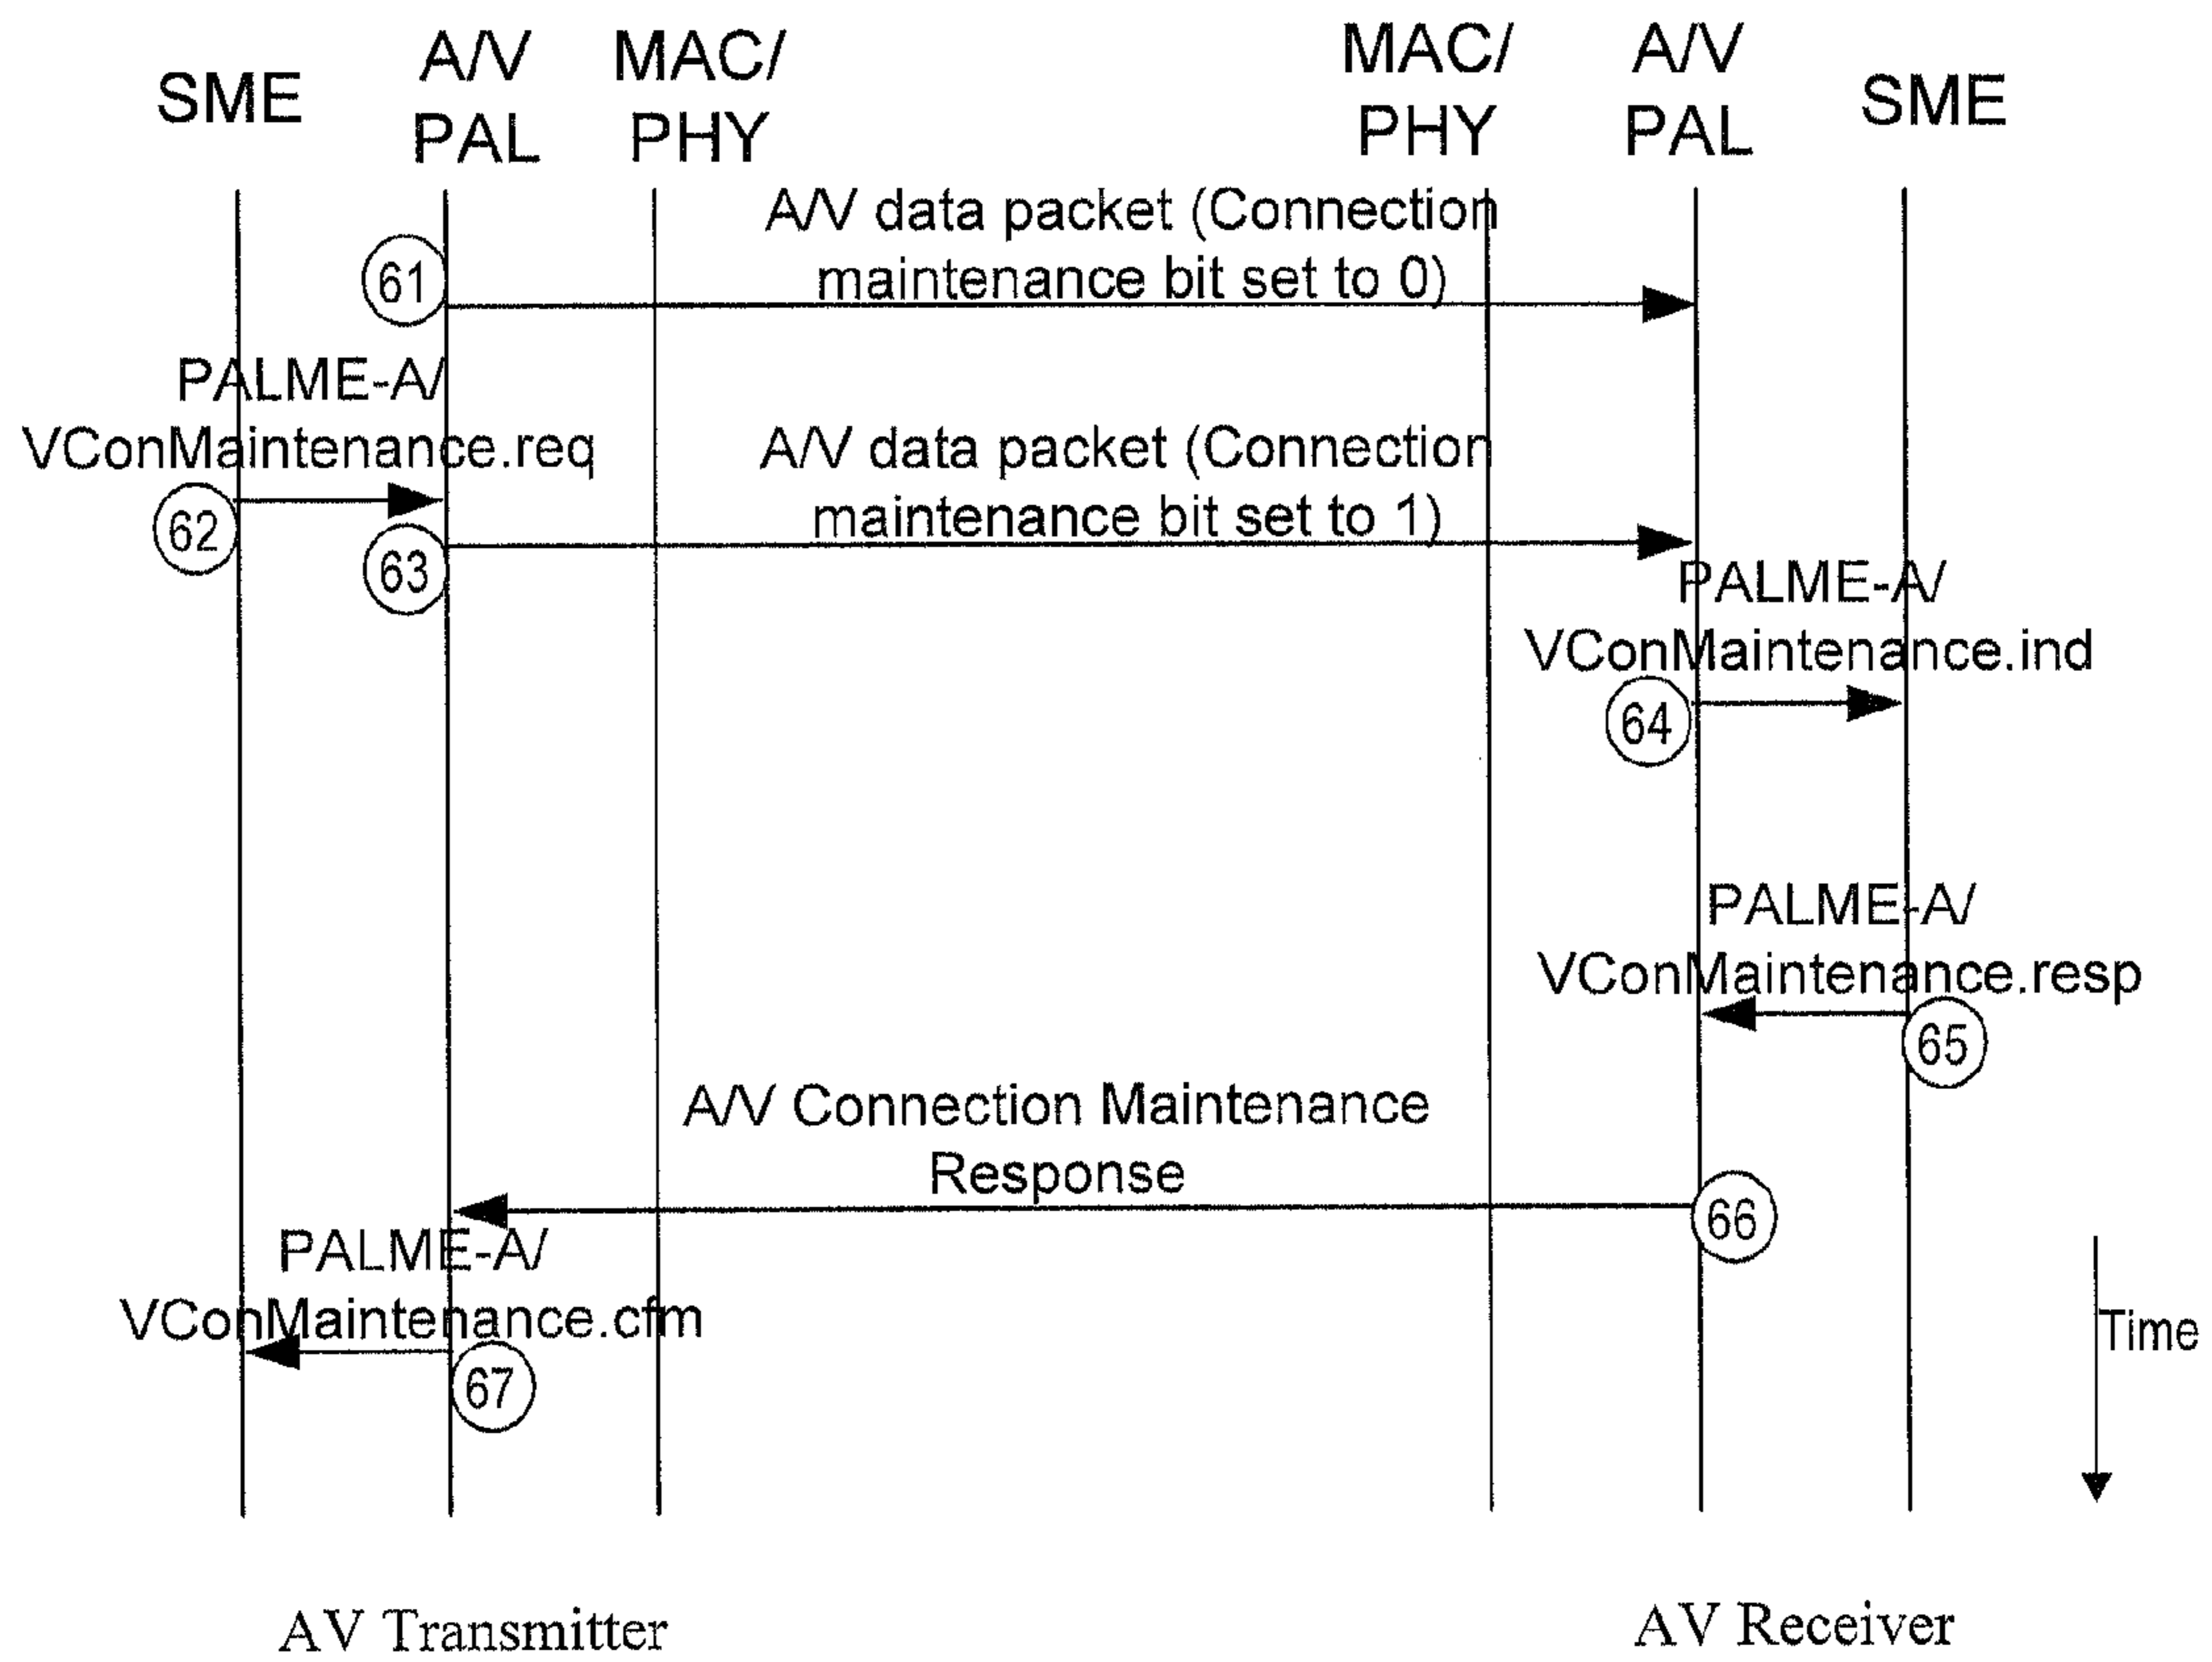 SME
A/V
PAL
MAC/
PHY
MAC/
PHY
A/V
PAL
SME
A/V data packet (Connection
maintenance bit set to 0)
61
PALME-A/
VConMaintenance.req
62
A/V data packet (Connection
maintenance bit set to 1)
63
PALME-A/
VConMaintenance.ind
64
PALME-A/
VConMaintenance.resp
65
A/V Connection Maintenance
Response
66
PALME-A/
VConMaintenance.cfm
67
Time
AV Transmitter
AV Receiver